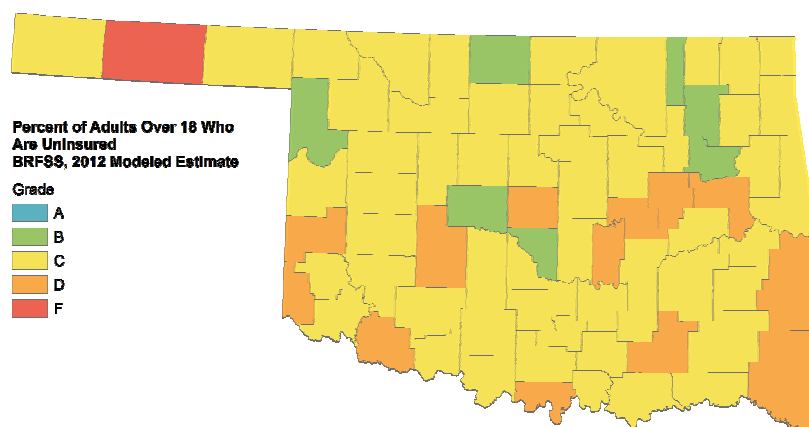 Percent of Adults Over 18 Who
Are Uninsured
BRFSS, 2012 Modeled Estimate
Grade
A
B
C
D
F